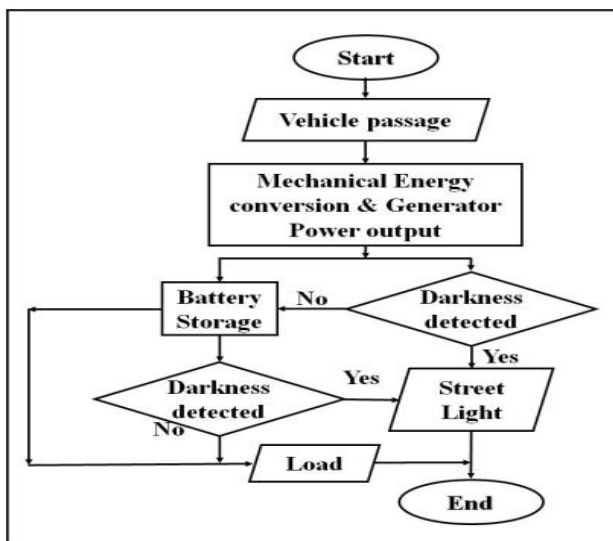 Start
Vehicle passage
Mechanical Energy
conversion & Generator
Power output
Battery
Storage
No
Darkness
detected
Yes
Darkness
detected
Yes
Street
Light
No
Load
End